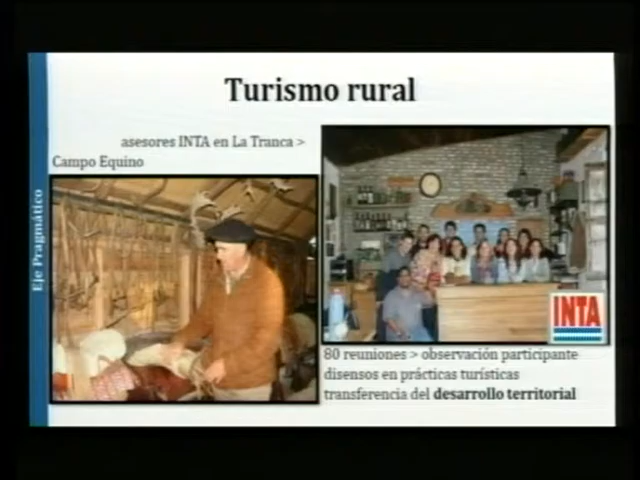 Turismo rural
asesores INTA en La Tranca >
Campo Equino
Eje Pragmático
INTA
80 reuniones > observación participante
disensos en prácticas turísticas
transferencia del desarrollo territorial